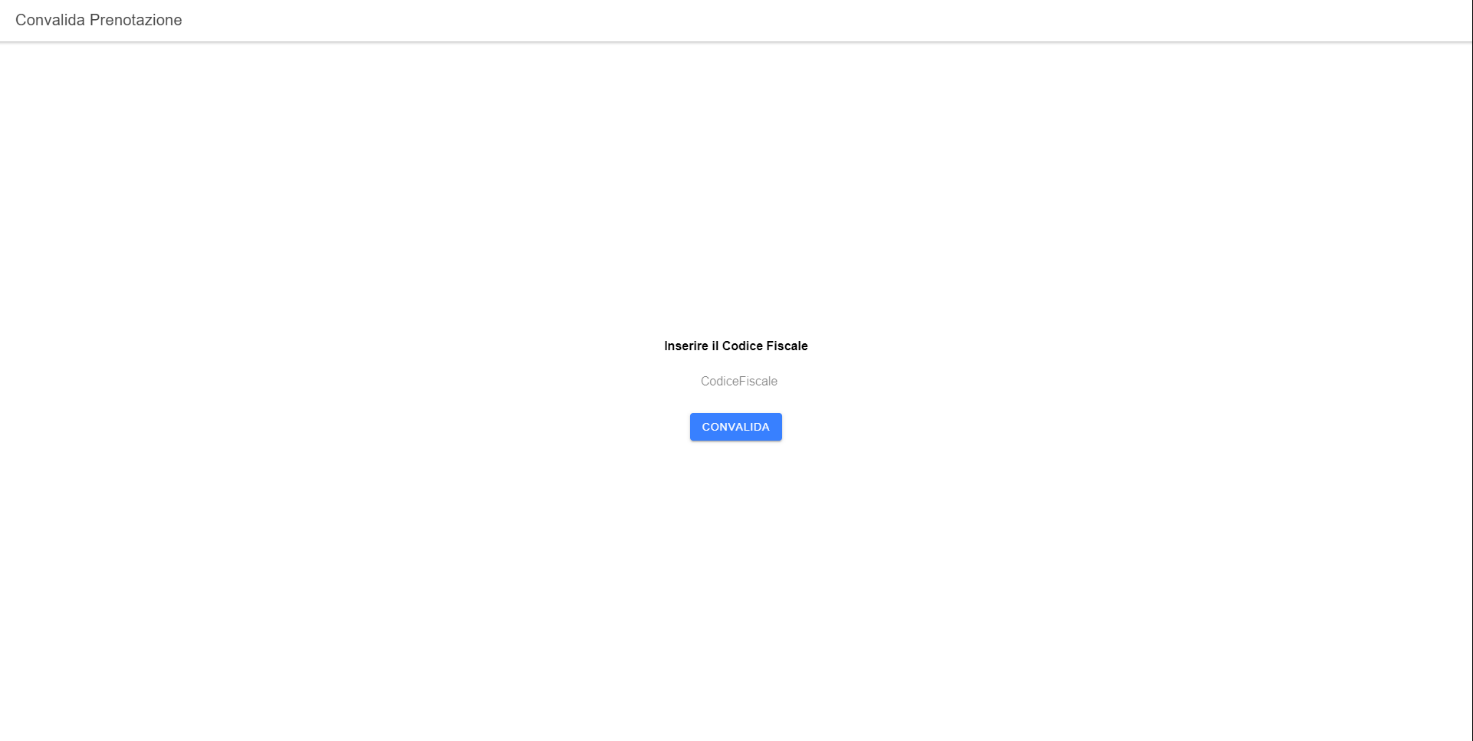 Convalida Prenotazione
Inserire il Codice Fiscale
CodiceFiscale
CONVALIDA